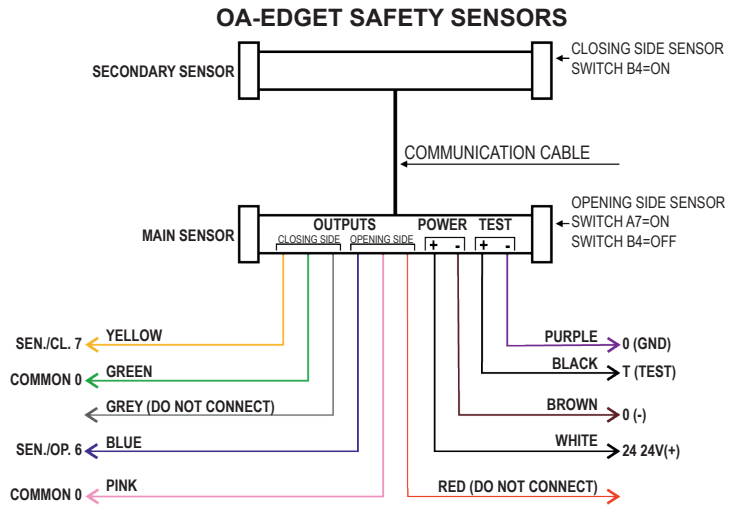 OA-EDGET SAFETY SENSORS
SECONDARY SENSOR
CLOSING SIDE SENSOR
SWITCH B4=ON
COMMUNICATION CABLE
MAIN SENSOR
OUTPUTS POWER TEST
CLOSING SIDE OPENING SIDE + - + -
OPENING SIDE SENSOR
SWITCH A7=ON
SWITCH B4=OFF
SEN./CL. 7 YELLOW
COMMON 0 GREEN
GREY (DO NOT CONNECT)
SEN./OP. 6 BLUE
COMMON 0 PINK
PURPLE 0 (GND)
BLACK T (TEST)
BROWN 0 (-)
WHITE 24 24V(+)
RED (DO NOT CONNECT)